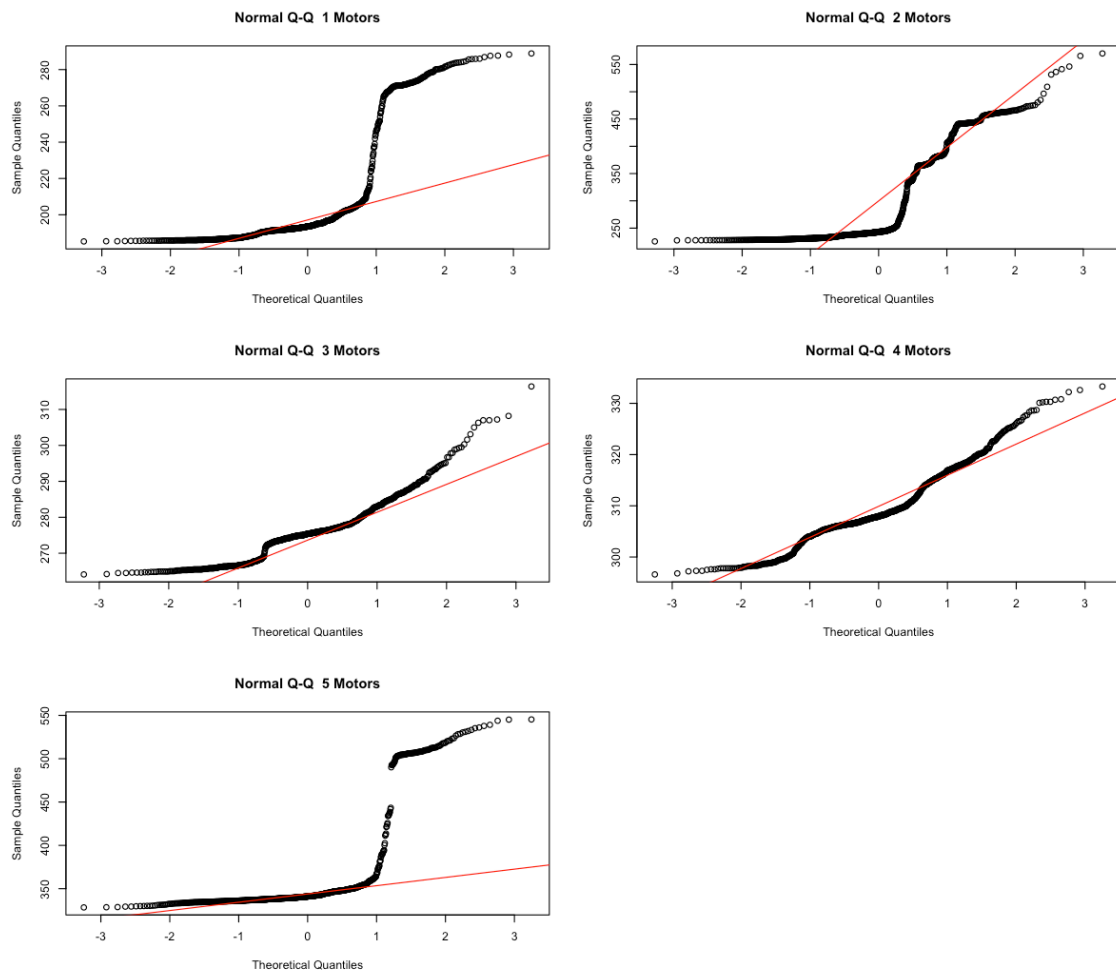 Normal Q-Q  1 Motors
Sample Quantiles
280
260
240
220
200
-3 -2 -1 0 1 2 3
Theoretical Quantiles
Normal Q-Q  2 Motors
Sample Quantiles
550
450
350
250
-3 -2 -1 0 1 2 3
Theoretical Quantiles
Normal Q-Q  3 Motors
Sample Quantiles
310
300
290
280
270
-3 -2 -1 0 1 2 3
Theoretical Quantiles
Normal Q-Q  4 Motors
Sample Quantiles
330
320
310
300
-3 -2 -1 0 1 2 3
Theoretical Quantiles
Normal Q-Q  5 Motors
Sample Quantiles
550
500
450
400
350
-3 -2 -1 0 1 2 3
Theoretical Quantiles